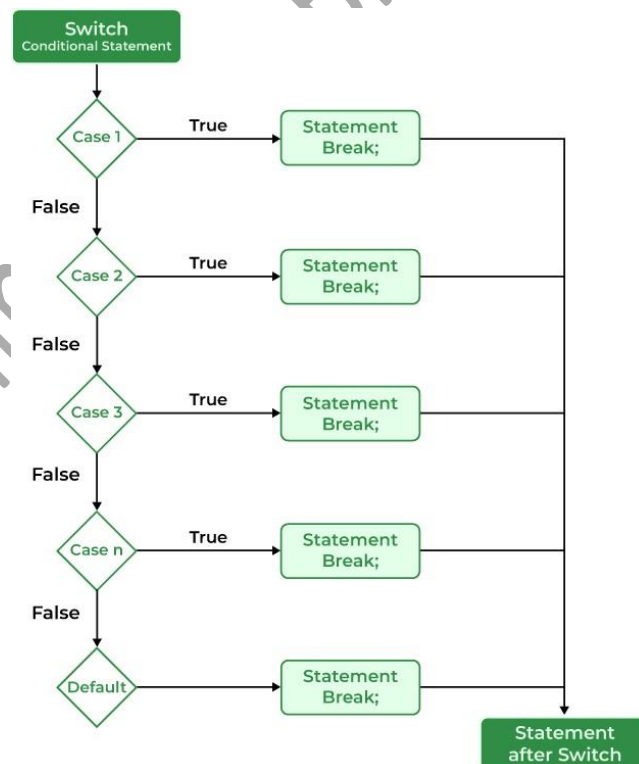 Switch
Conditional Statement
Case 1
True
Statement
Break;
False
Case 2
True
Statement
Break;
False
Case 3
True
Statement
Break;
False
Case n
True
Statement
Break;
False
Default
Statement
Break;
Statement
after Switch